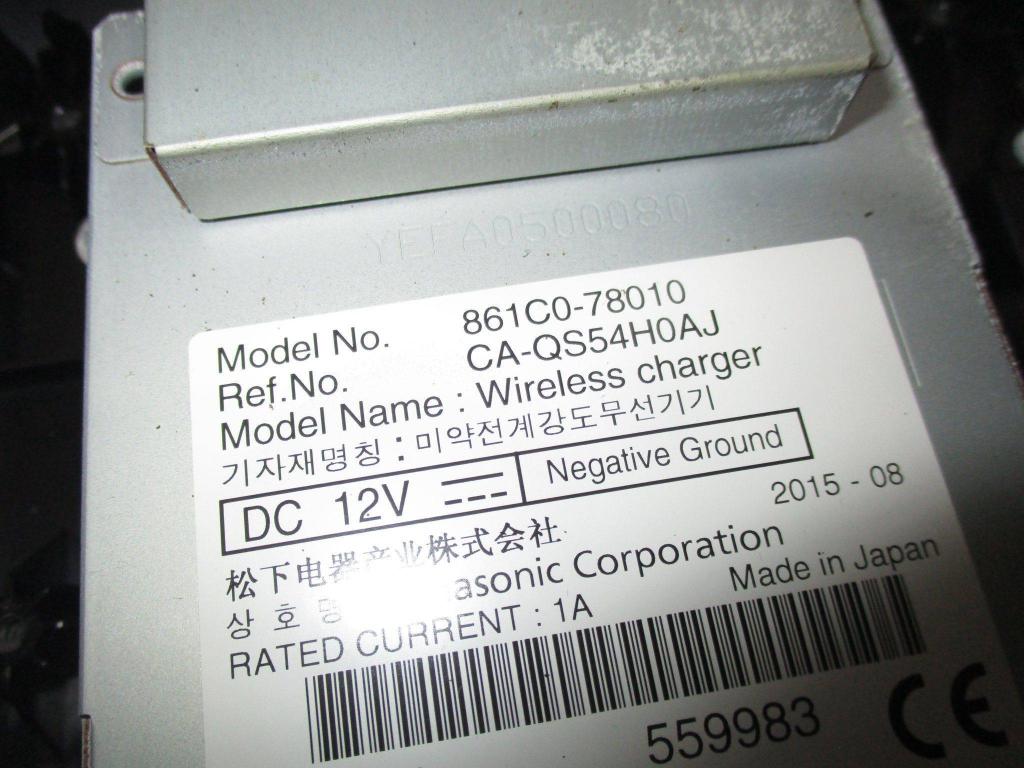 YEFA0500080
Model No. 861C0-78010
Ref.No. CA-QS54H0AJ
Model Name : Wireless charger
기자재명칭 : 미약전계강도무선기기
DC 12V
Negative Ground
2015 - 08
松下电器产业株式会社
상 호 명 asonic Corporation
Made in Japan
RATED CURRENT : 1A
559983
CE